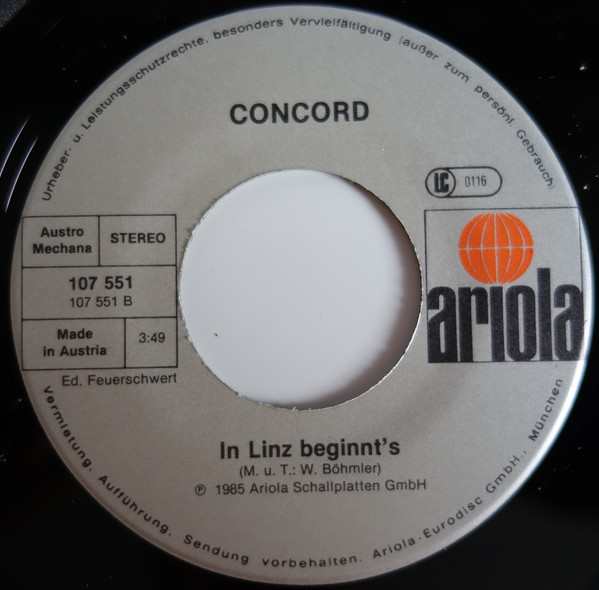 Urheber- u. Leistungsschutzrechte, besonders Vervielfältigung (außer zum persönl. Gebrauch)
CONCORD
LC 0116
Austro
Mechana
STEREO
107 551
107 551 B
Made
in Austria
3:49
Ed. Feuerschwert
ariola
In Linz beginnt's
(M. u. T.: W. Böhmler)
℗ 1985 Ariola Schallplatten GmbH
Vermietung, Aufführung, Sendung vorbehalten. Ariola-Eurodisc GmbH., München